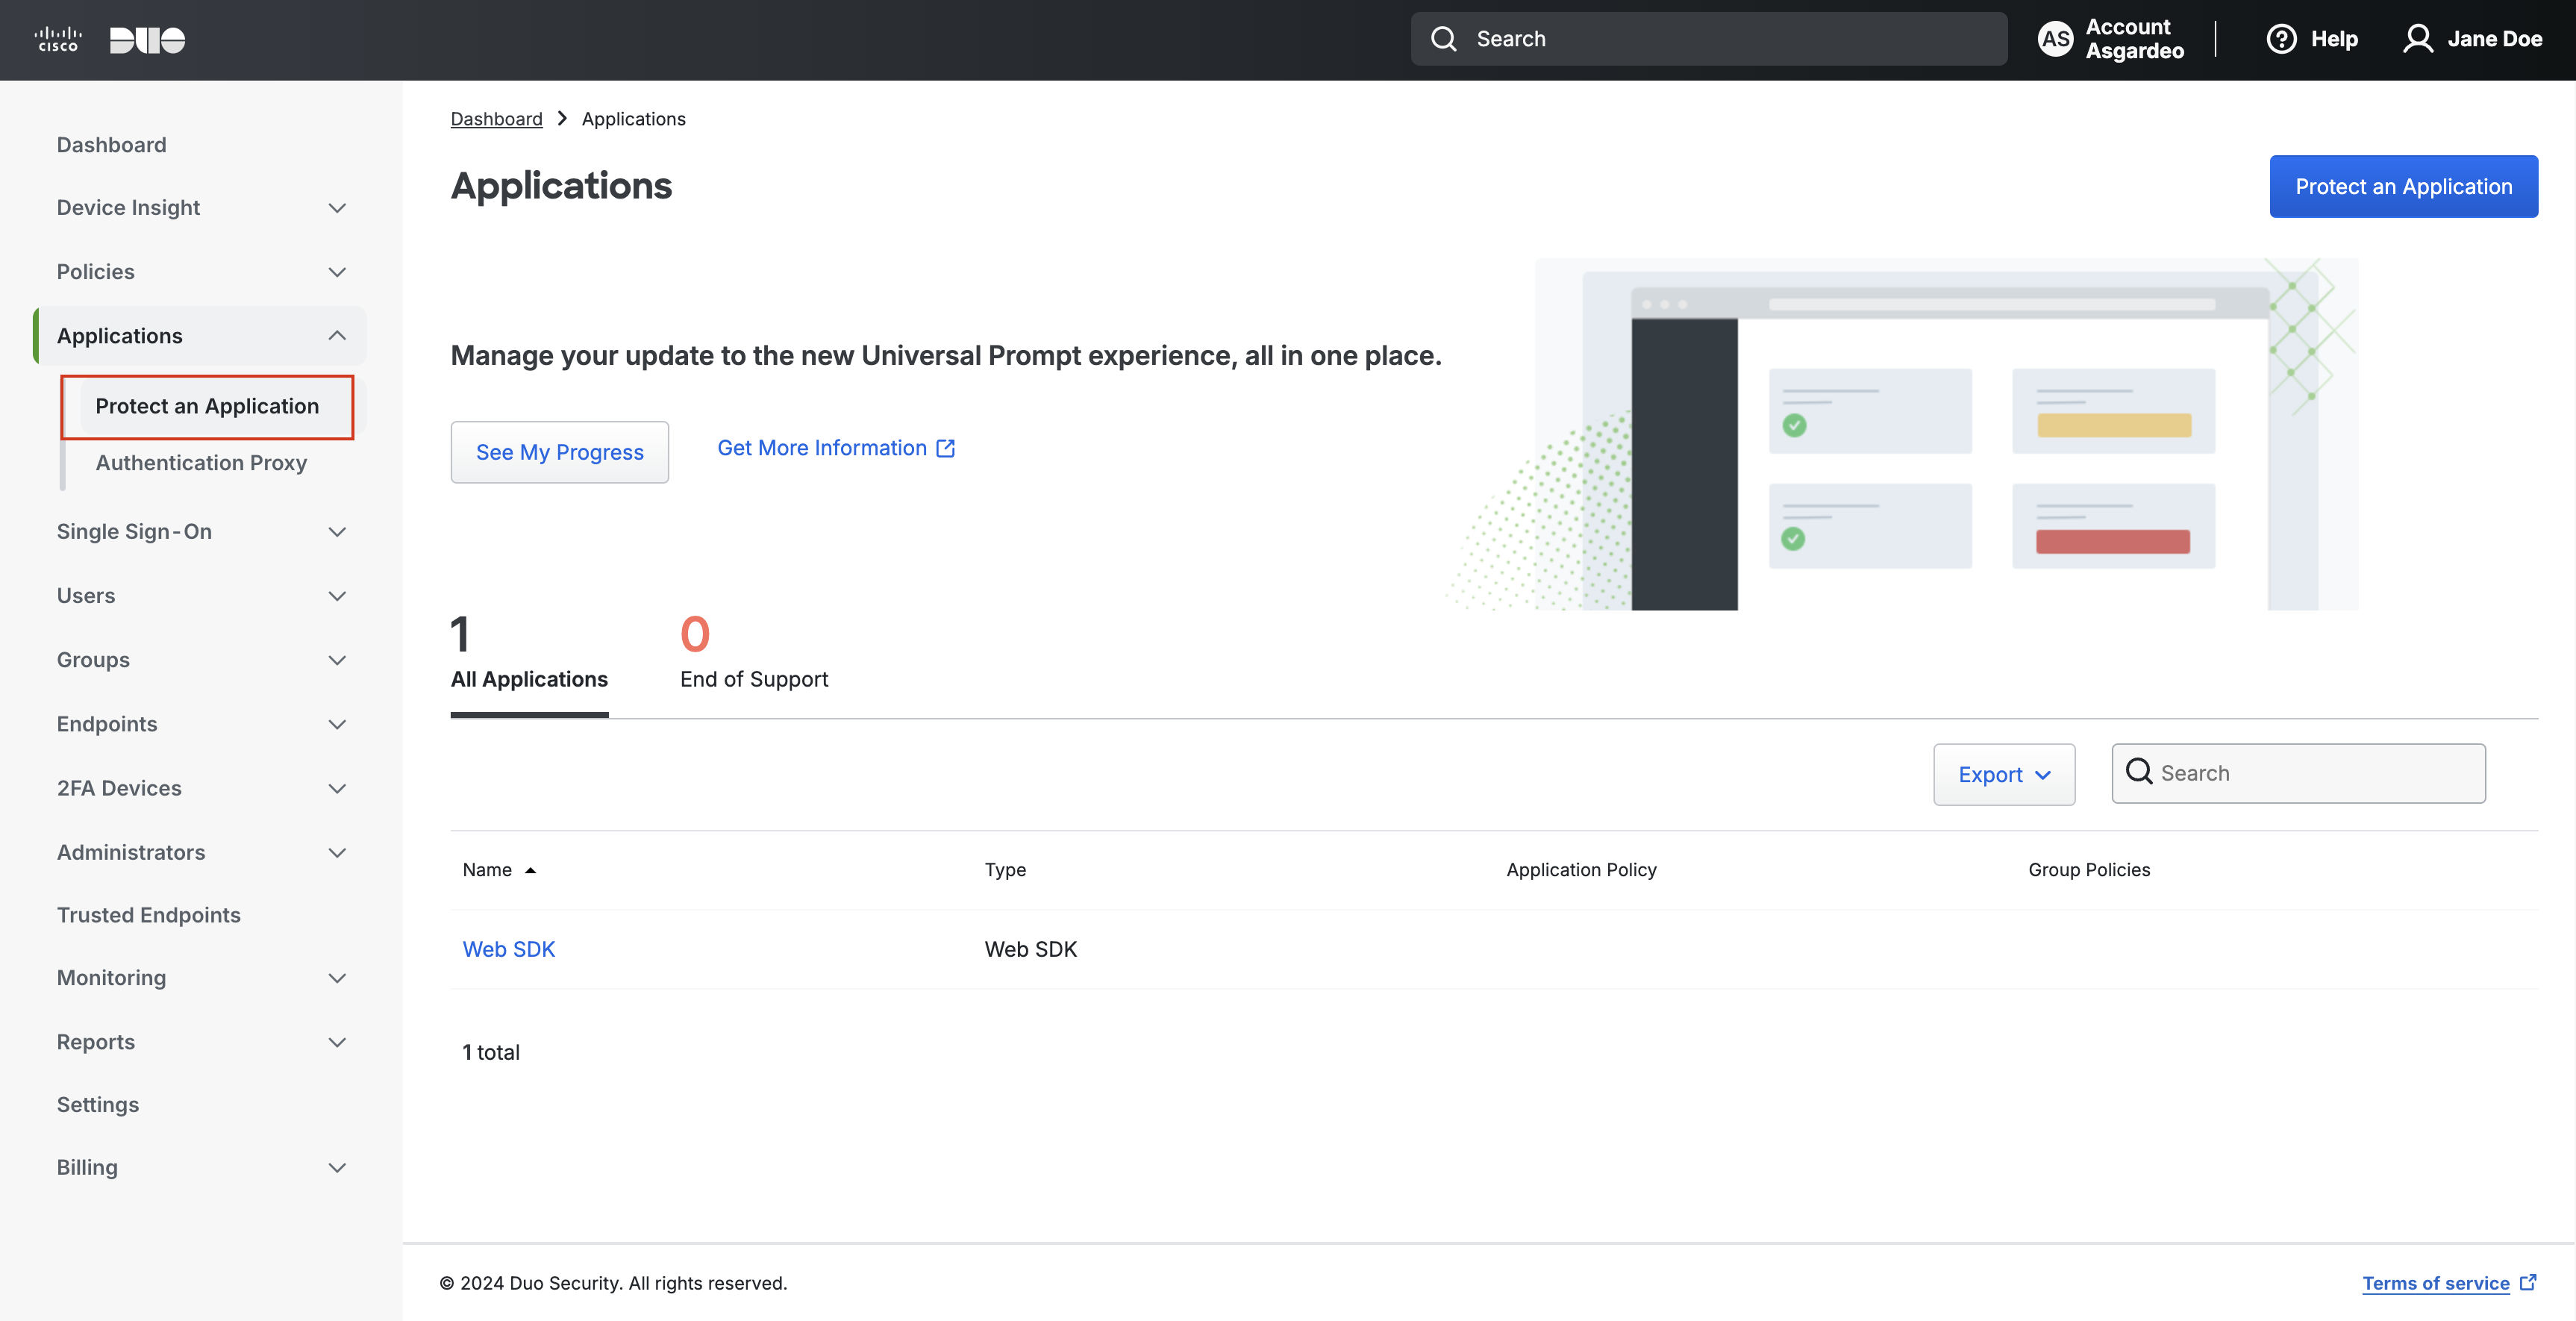 CISCO DUO
Search
AS
Account
Asgardeo
Help
Jane Doe
Dashboard
Device Insight
Policies
Applications
Protect an Application
Authentication Proxy
Single Sign-On
Users
Groups
Endpoints
2FA Devices
Administrators
Trusted Endpoints
Monitoring
Reports
Settings
Billing
Dashboard > Applications
Applications
Protect an Application
Manage your update to the new Universal Prompt experience, all in one place.
See My Progress
Get More Information
1
All Applications
0
End of Support
Export
Search
Name Type Application Policy Group Policies
Web SDK Web SDK
1 total
© 2024 Duo Security. All rights reserved.
Terms of service